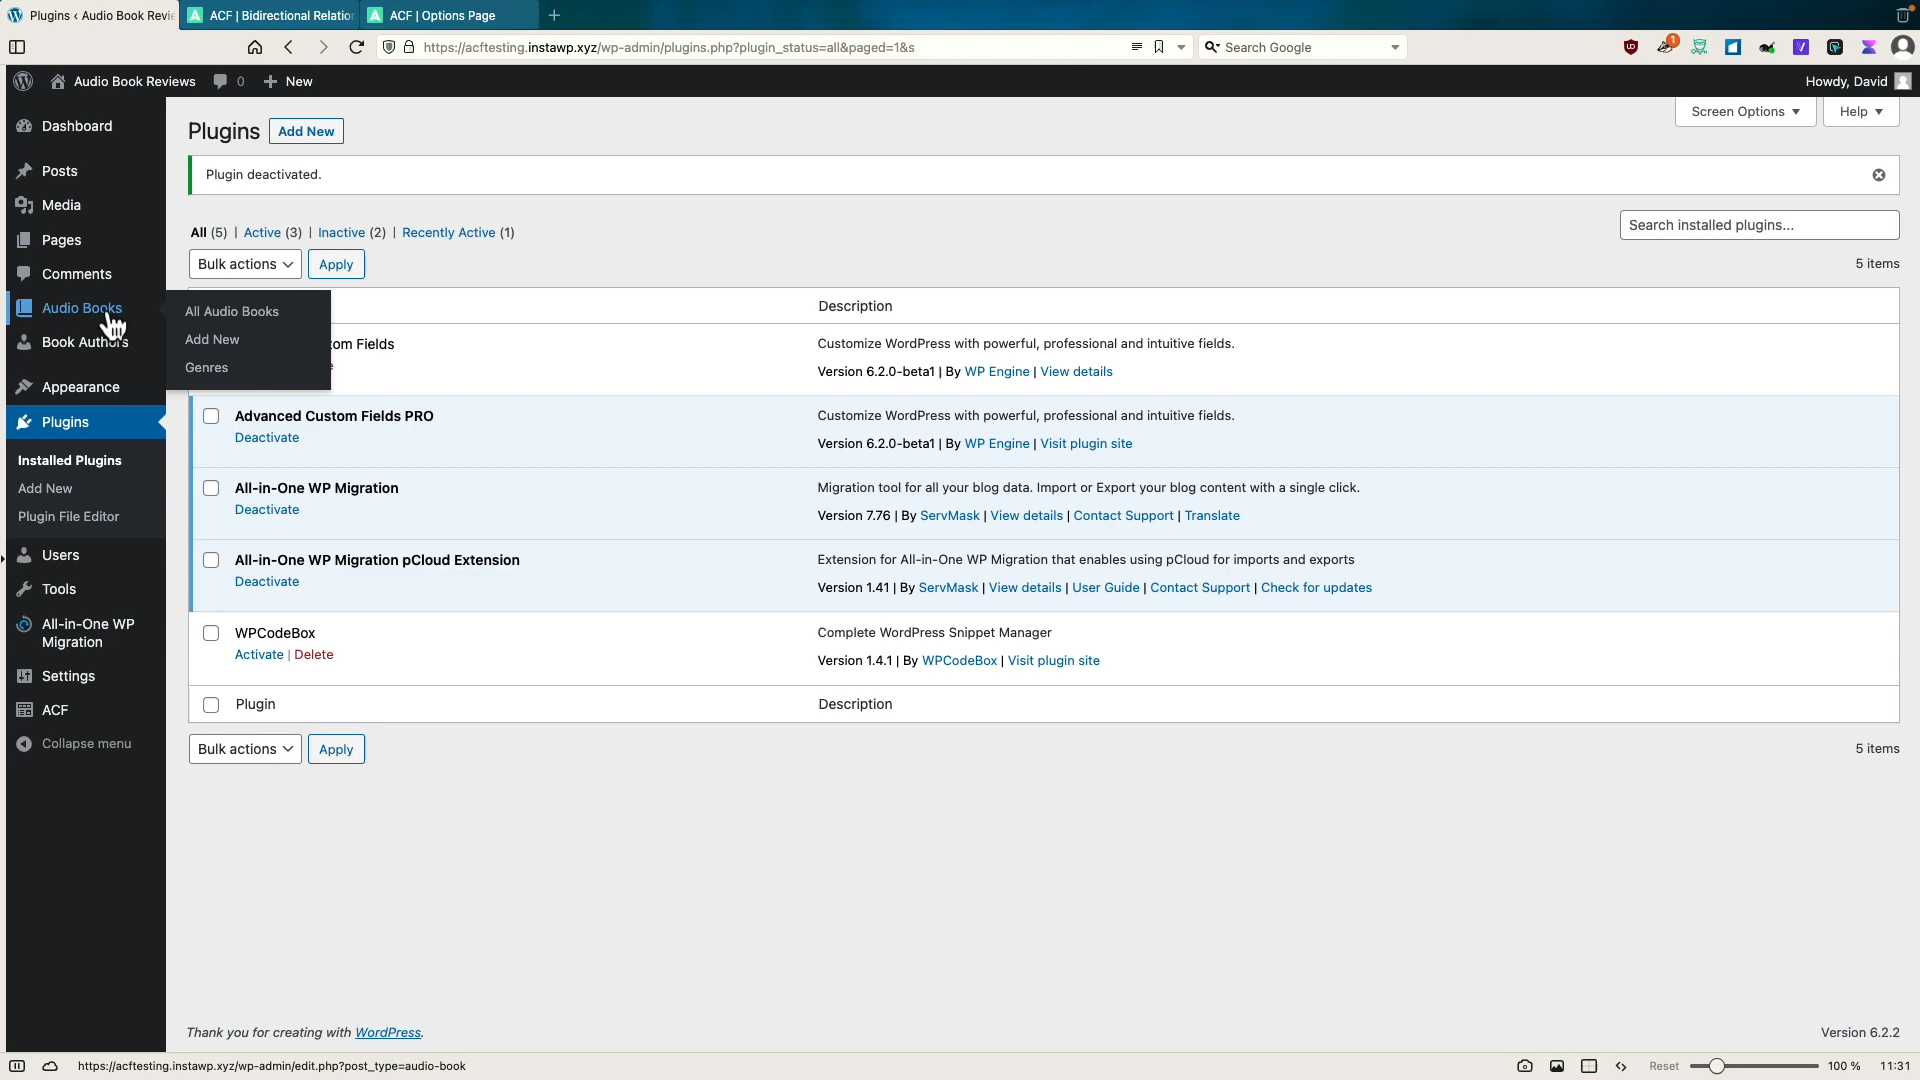 Plugins ‹ Audio Book Revie
ACF | Bidirectional Relation
ACF | Options Page
https://acftesting.instawp.xyz/wp-admin/plugins.php?plugin_status=all&paged=1&s
Search Google
1
Audio Book Reviews
0
New
Howdy, David
Dashboard
Posts
Media
Pages
Comments
Audio Books
Book Authors
Appearance
Plugins
Installed Plugins
Add New
Plugin File Editor
Users
Tools
All-in-One WP
Migration
Settings
ACF
Collapse menu
All Audio Books
Add New
Genres
Screen Options
Help
Plugins
Add New
Plugin deactivated.
All (5) | Active (3) | Inactive (2) | Recently Active (1)
Search installed plugins...
Bulk actions
Apply
5 items
Description
om Fields
Customize WordPress with powerful, professional and intuitive fields.
Version 6.2.0-beta1 | By WP Engine | View details
Advanced Custom Fields PRO
Deactivate
Customize WordPress with powerful, professional and intuitive fields.
Version 6.2.0-beta1 | By WP Engine | Visit plugin site
All-in-One WP Migration
Deactivate
Migration tool for all your blog data. Import or Export your blog content with a single click.
Version 7.76 | By ServMask | View details | Contact Support | Translate
All-in-One WP Migration pCloud Extension
Deactivate
Extension for All-in-One WP Migration that enables using pCloud for imports and exports
Version 1.41 | By ServMask | View details | User Guide | Contact Support | Check for updates
WPCodeBox
Activate | Delete
Complete WordPress Snippet Manager
Version 1.4.1 | By WPCodeBox | Visit plugin site
Plugin
Description
Bulk actions
Apply
5 items
Thank you for creating with WordPress.
Version 6.2.2
https://acftesting.instawp.xyz/wp-admin/edit.php?post_type=audio-book
Reset
100 %
11:31